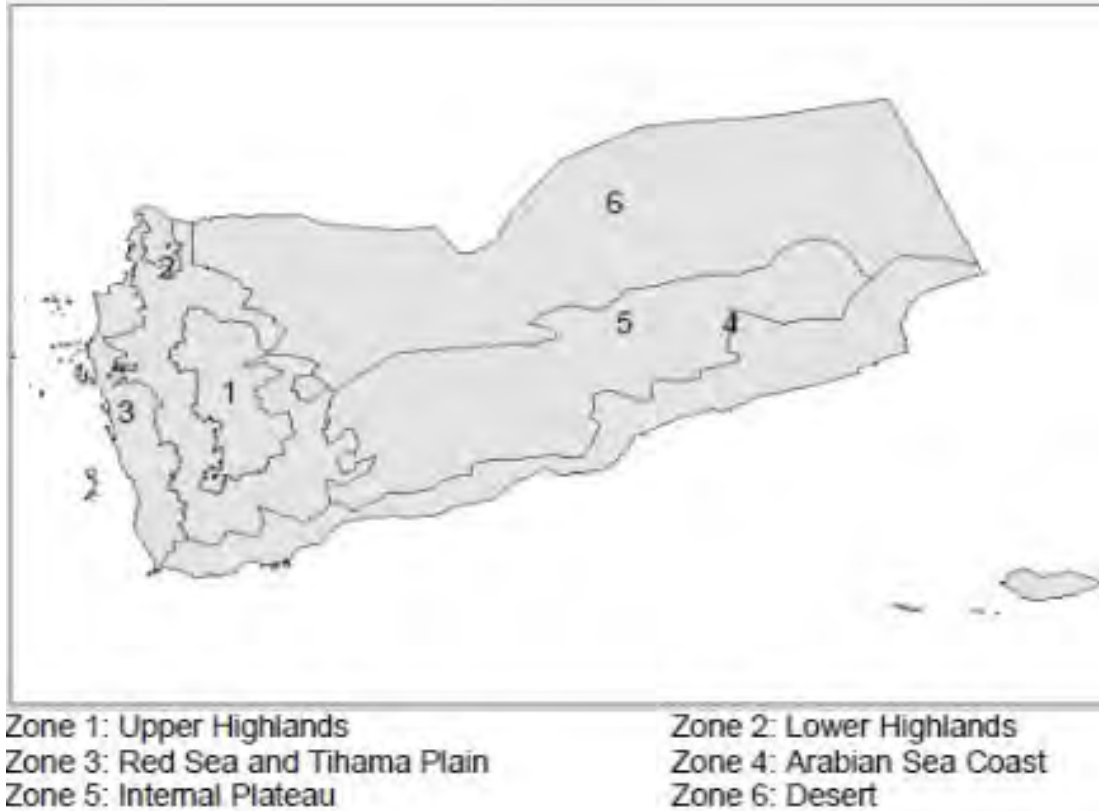 6
2
5
4
1
3
Zone 1: Upper Highlands
Zone 2: Lower Highlands
Zone 3: Red Sea and Tihama Plain
Zone 4: Arabian Sea Coast
Zone 5: Internal Plateau
Zone 6: Desert